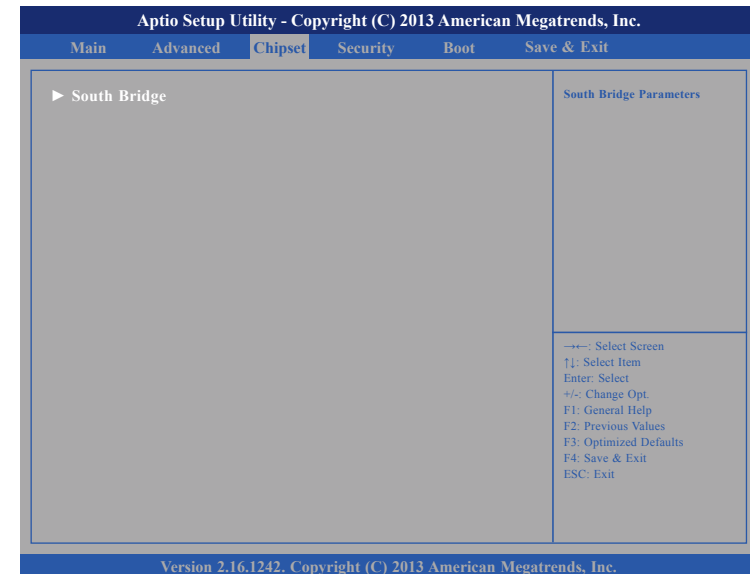 Aptio Setup Utility - Copyright (C) 2013 American Megatrends, Inc.
Main Advanced Chipset Security Boot Save & Exit
► South Bridge
South Bridge Parameters
→←: Select Screen
↑↓: Select Item
Enter: Select
+/-: Change Opt.
F1: General Help
F2: Previous Values
F3: Optimized Defaults
F4: Save & Exit
ESC: Exit
Version 2.16.1242. Copyright (C) 2013 American Megatrends, Inc.